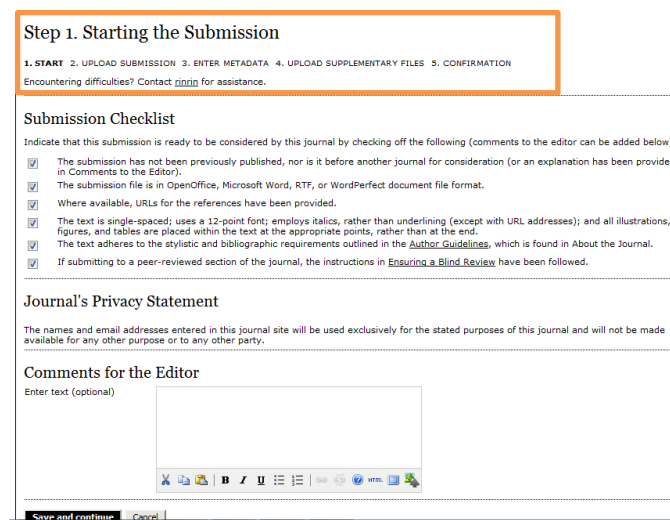 Step 1. Starting the Submission
1. START 2. UPLOAD SUBMISSION 3. ENTER METADATA 4. UPLOAD SUPPLEMENTARY FILES 5. CONFIRMATION
Encountering difficulties? Contact rinrin for assistance.
Submission Checklist
Indicate that this submission is ready to be considered by this journal by checking off the following (comments to the editor can be added below
The submission has not been previously published, nor is it before another journal for consideration (or an explanation has been provide
in Comments to the Editor).
The submission file is in OpenOffice, Microsoft Word, RTF, or WordPerfect document file format.
Where available, URLs for the references have been provided.
The text is single-spaced; uses a 12-point font; employs italics, rather than underlining (except with URL addresses); and all illustrations,
figures, and tables are placed within the text at the appropriate points, rather than at the end.
The text adheres to the stylistic and bibliographic requirements outlined in the Author Guidelines, which is found in About the Journal.
If submitting to a peer-reviewed section of the journal, the instructions in Ensuring a Blind Review have been followed.
Journal's Privacy Statement
The names and email addresses entered in this journal site will be used exclusively for the stated purposes of this journal and will not be made
available for any other purpose or to any other party.
Comments for the Editor
Enter text (optional)
B I U HTML
Save and continue Cancel